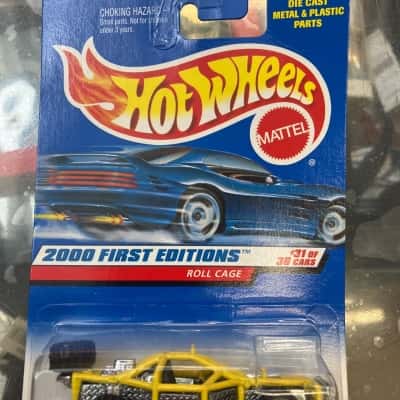 CHOKING HAZARD -
Small parts. Not for children
under 3 years.
DIE CAST
METAL & PLASTIC
PARTS
HOT WHEELS
MATTEL
®
2000 FIRST EDITIONS™
#31 OF
36 CARS
ROLL CAGE